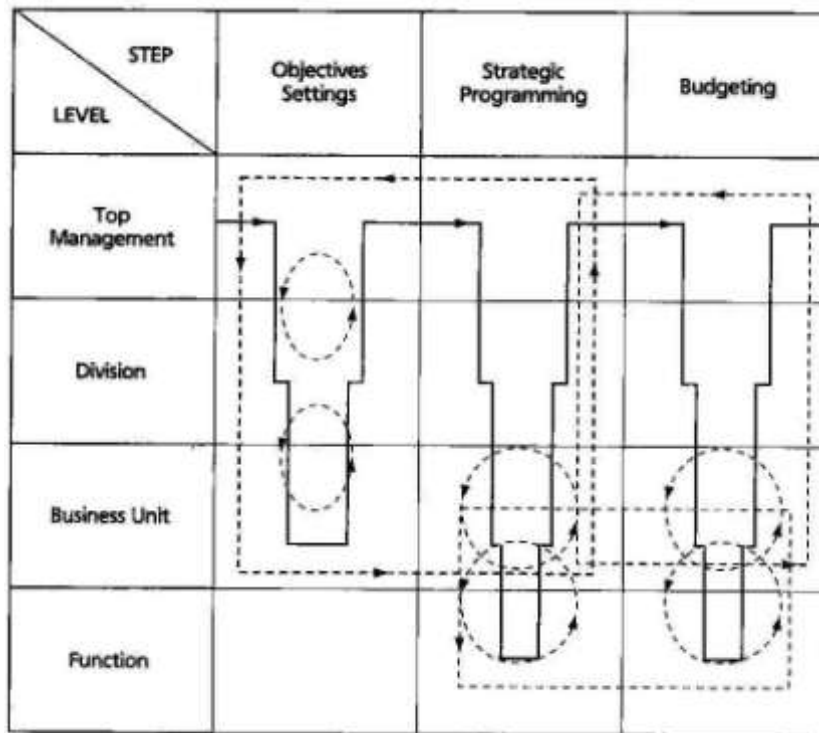 STEP
LEVEL
Objectives
Settings
Strategic
Programming
Budgeting
Top
Management
Division
Business Unit
Function